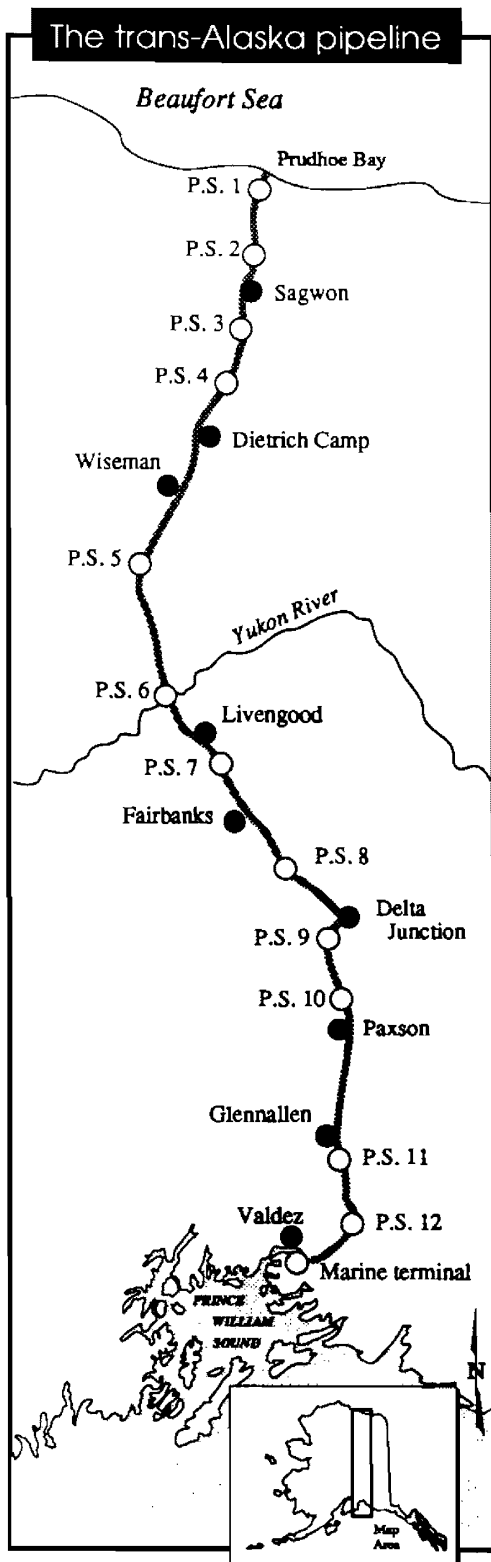 The trans-Alaska pipeline
Beaufort Sea
Prudhoe Bay
P.S. 1
P.S. 2
Sagwon
P.S. 3
P.S. 4
Dietrich Camp
Wiseman
P.S. 5
Yukon River
P.S. 6
Livengood
P.S. 7
Fairbanks
P.S. 8
Delta
Junction
P.S. 9
P.S. 10
Paxson
Glennallen
P.S. 11
P.S. 12
Valdez
Marine terminal
PRINCE
WILLIAM
SOUND
N
Map
Area